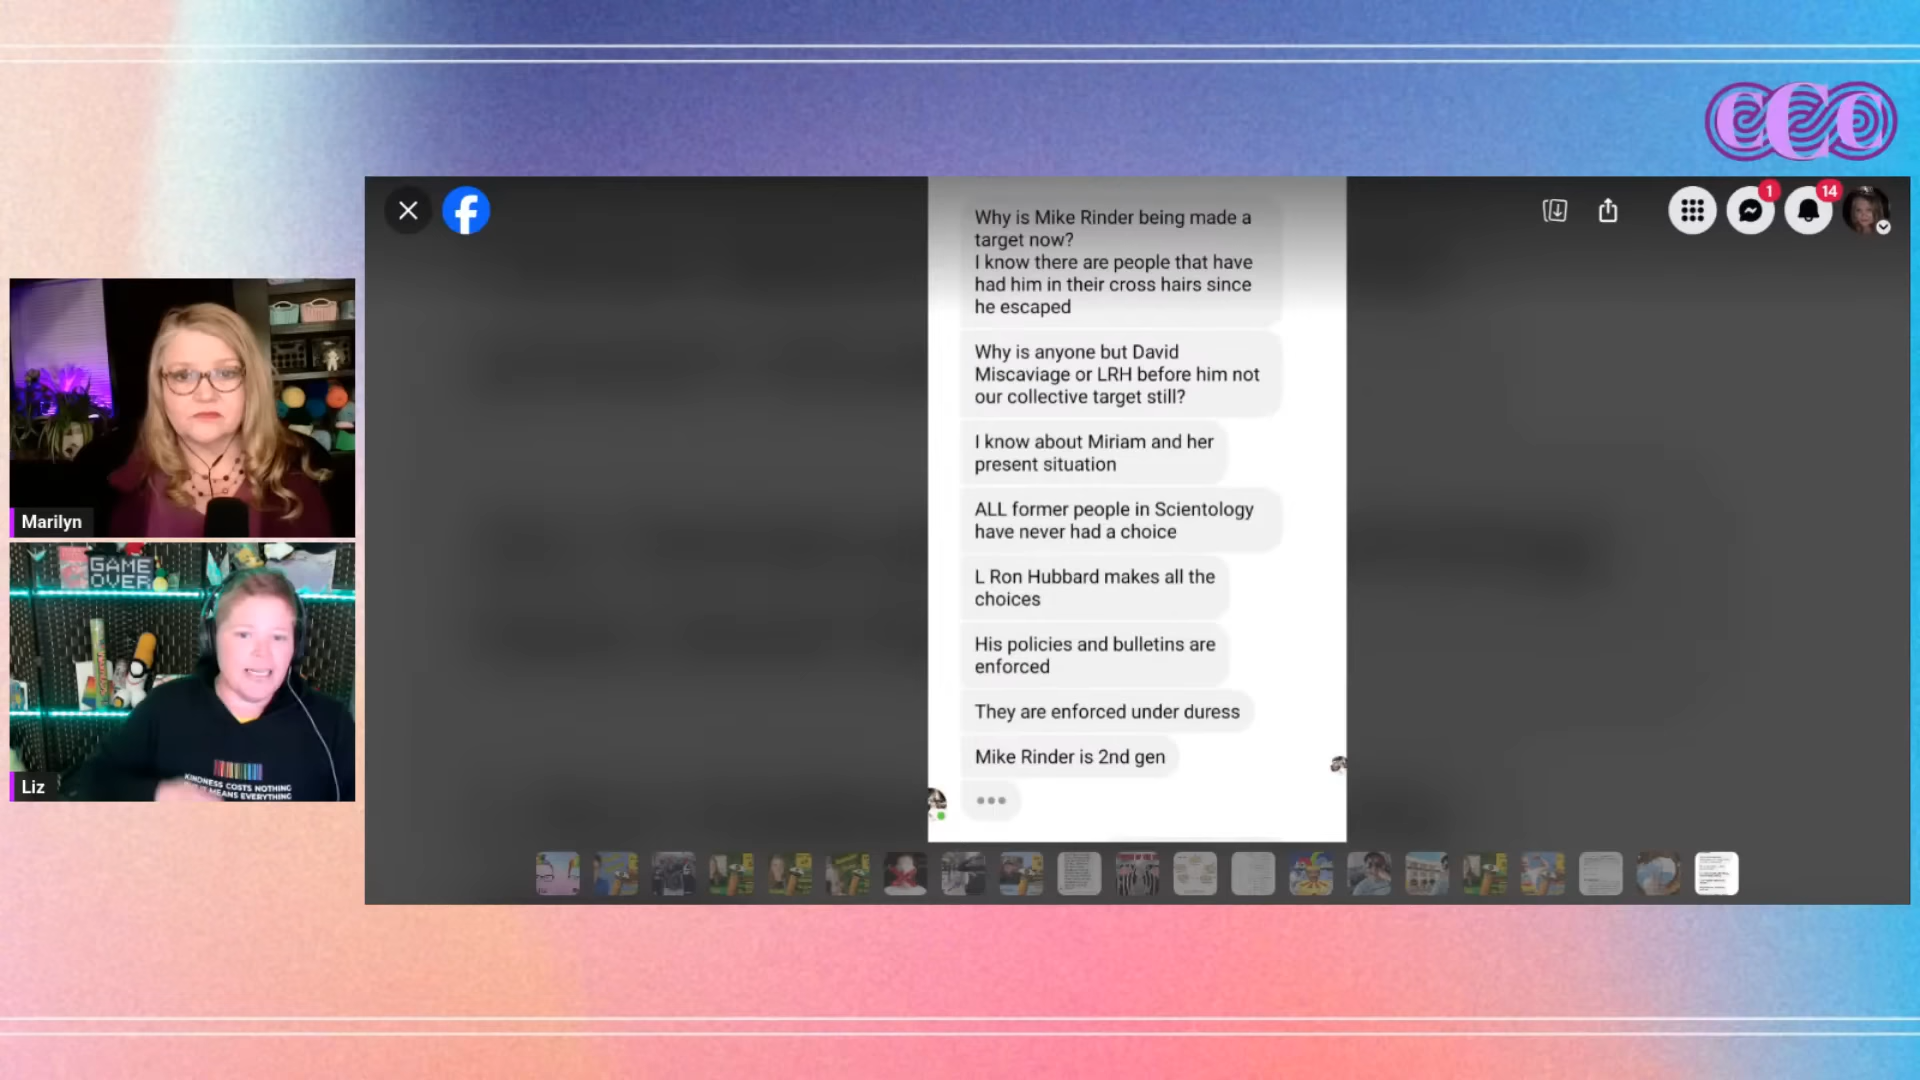 CCC
1
14
Why is Mike Rinder being made a
target now?
I know there are people that have
had him in their cross hairs since
he escaped
Why is anyone but David
Miscaviage or LRH before him not
our collective target still?
I know about Miriam and her
present situation
ALL former people in Scientology
have never had a choice
L Ron Hubbard makes all the
choices
His policies and bulletins are
enforced
They are enforced under duress
Mike Rinder is 2nd gen
Marilyn
GAME
OVER
KINDNESS COSTS NOTHING
MEANS EVERYTHING
Liz